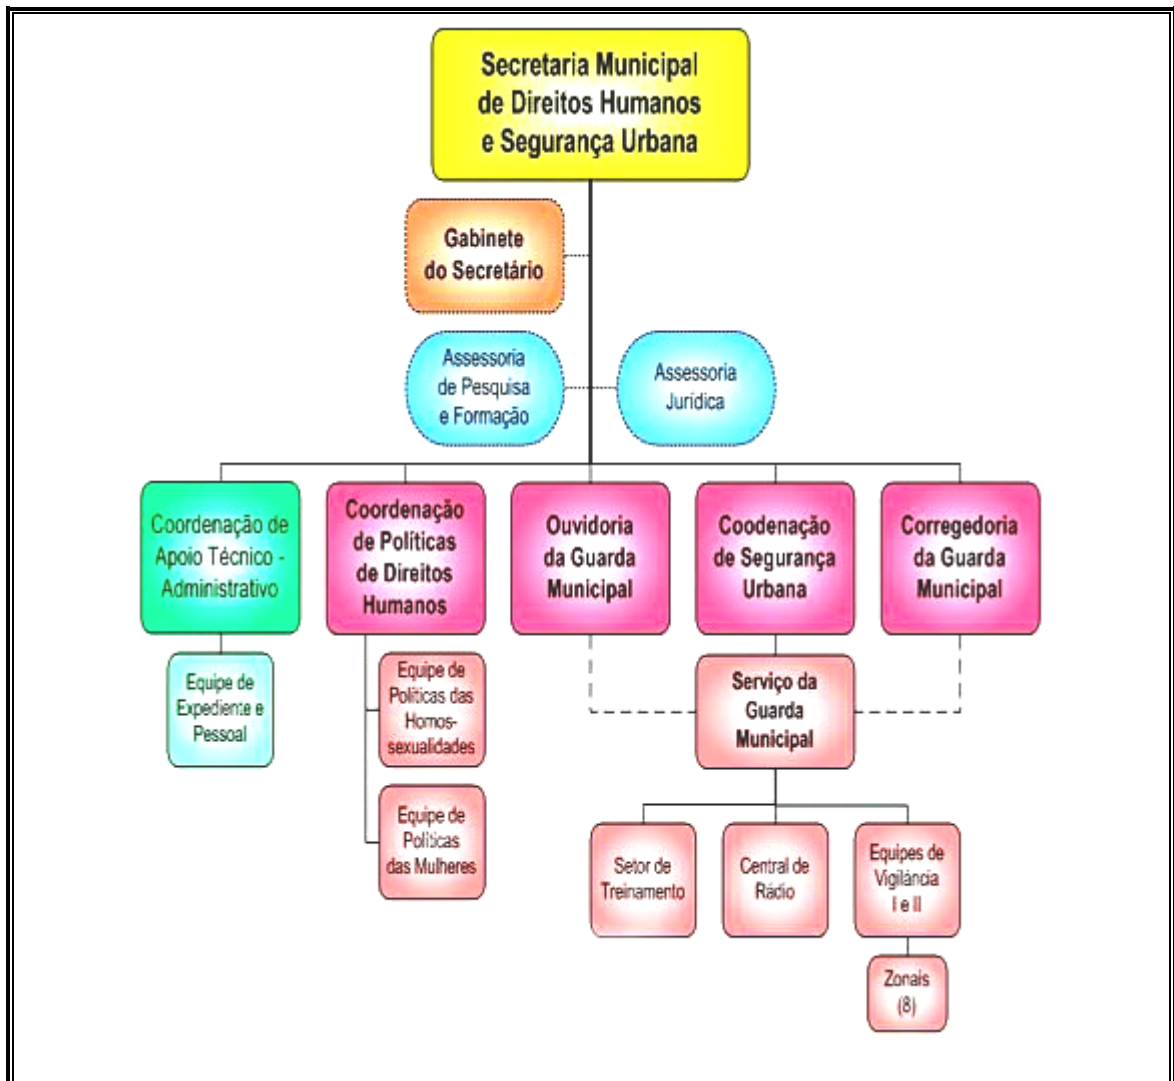 Secretaria Municipal
de Direitos Humanos
e Segurança Urbana
Gabinete
do Secretário
Assessoria
de Pesquisa
e Formação
Assessoria
Jurídica
Coordenação de
Apoio Técnico -
Administrativo
Coordenação
de Políticas
de Direitos
Humanos
Ouvidoria
da Guarda
Municipal
Coodenação
de Segurança
Urbana
Corregedoria
da Guarda
Municipal
Equipe de
Expediente e
Pessoal
Equipe de
Políticas das
Homos-
sexualidades
Equipe de
Políticas
das Mulheres
Serviço da
Guarda
Municipal
Setor de
Treinamento
Central de
Rádio
Equipes de
Vigilância
I e II
Zonais
(8)